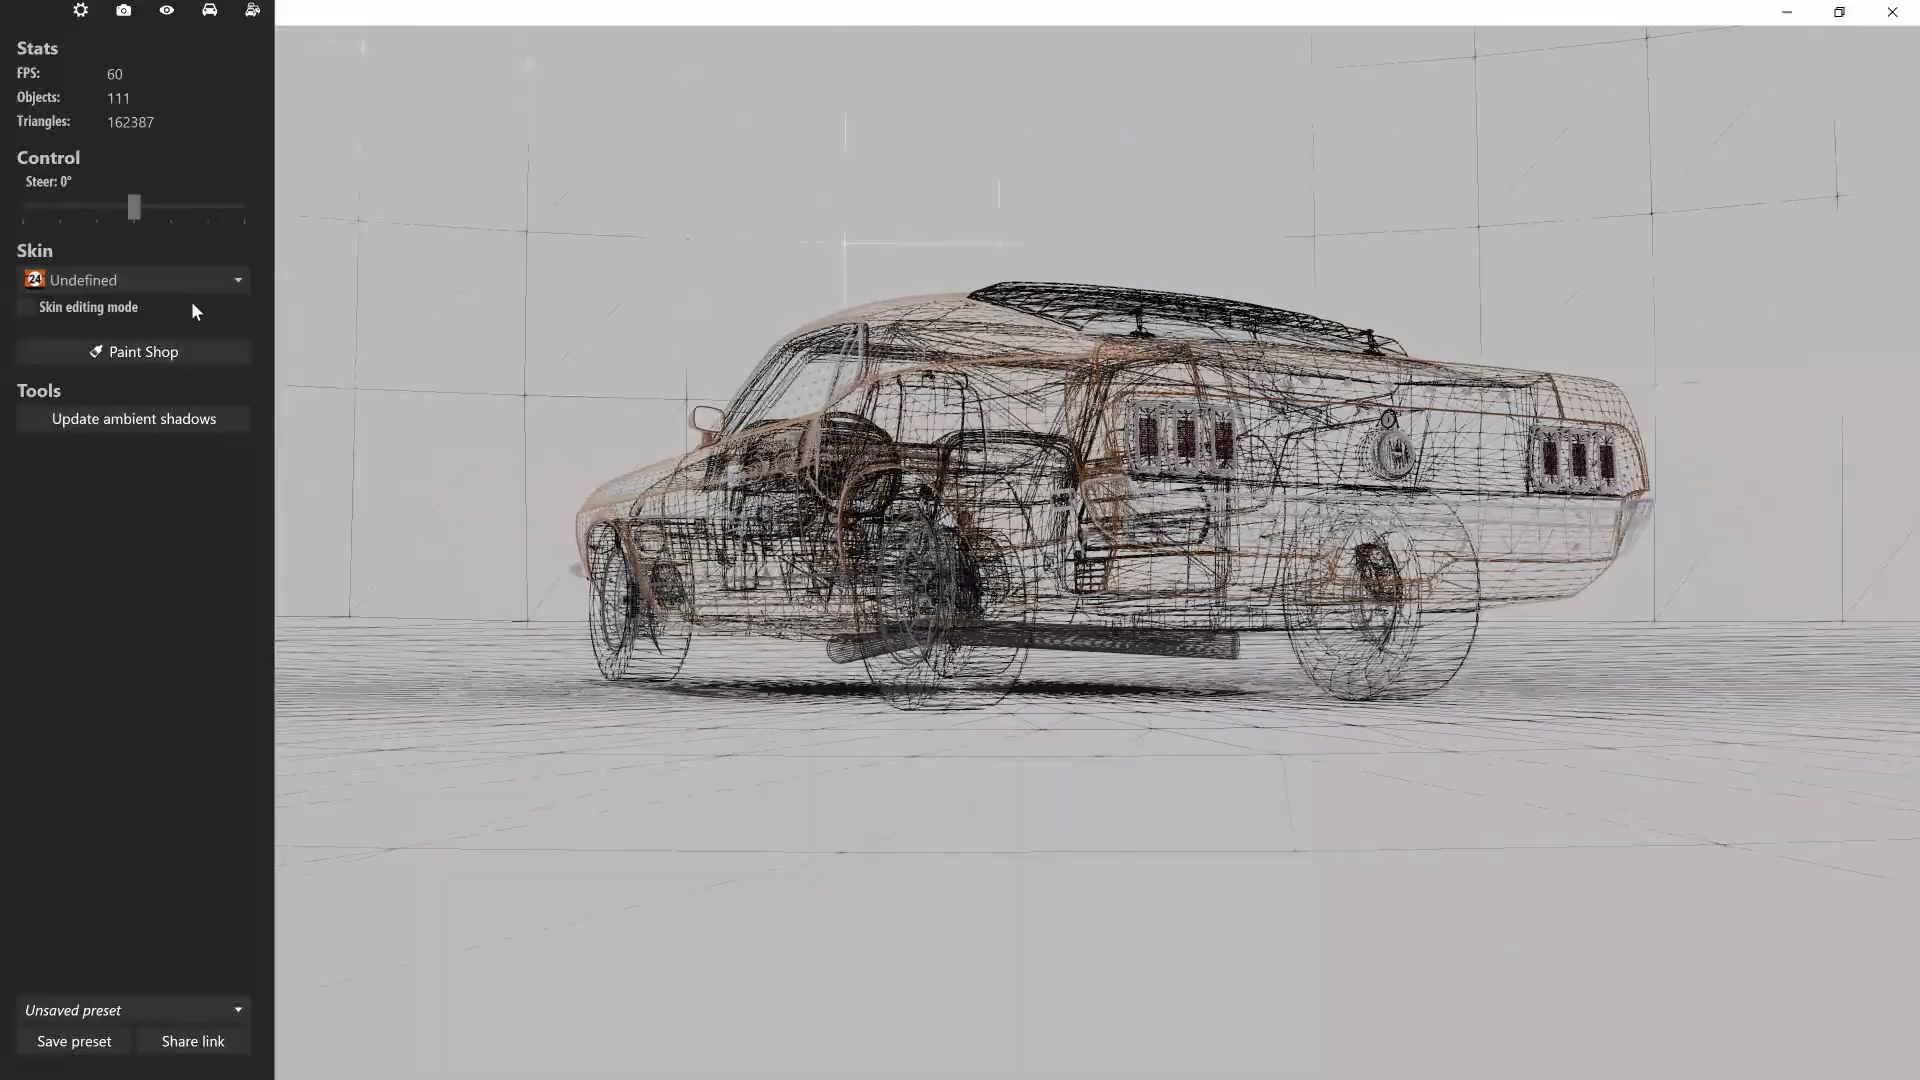 Stats
FPS: 60
Objects: 111
Triangles: 162387
Control
Steer: 0°
Skin
24 Undefined
Skin editing mode
Paint Shop
Tools
Update ambient shadows
Unsaved preset
Save preset Share link